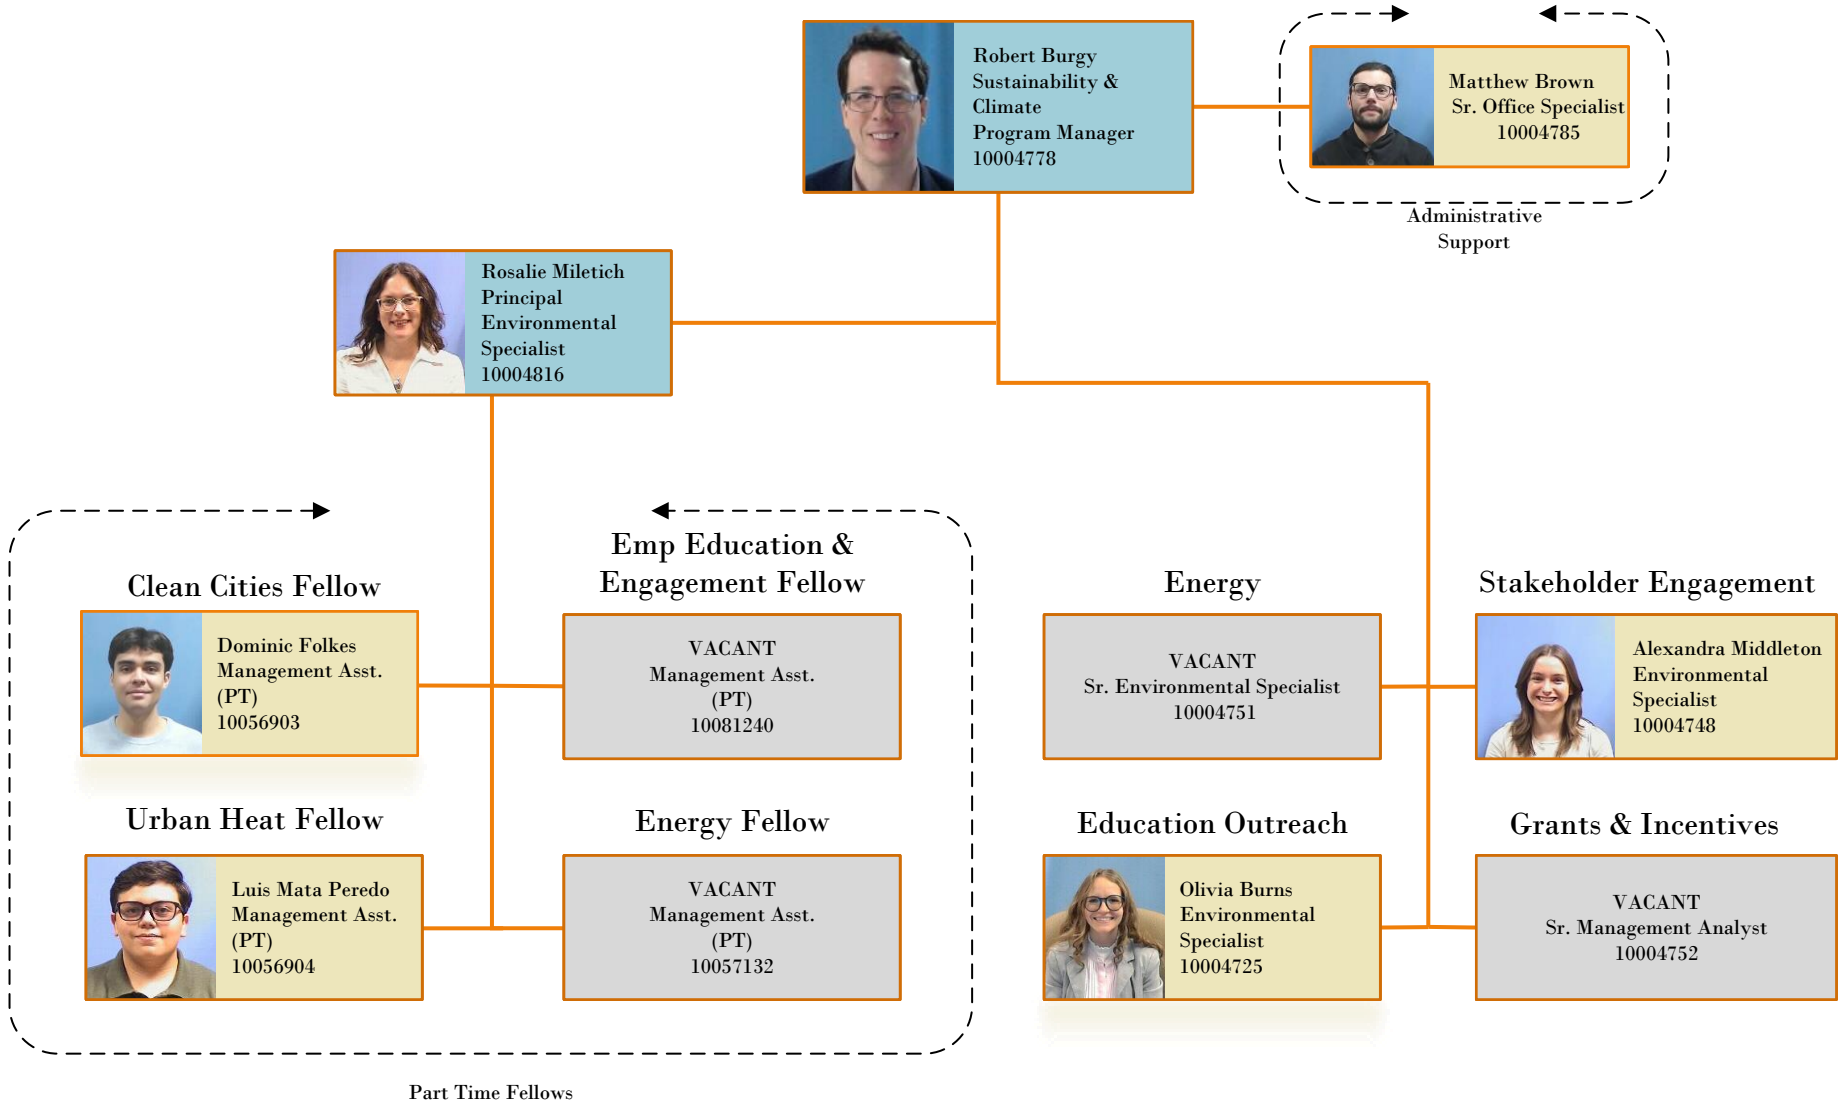 Robert Burgy
Sustainability &
Climate
Program Manager
10004778
Matthew Brown
Sr. Office Specialist
10004785
Administrative
Support
Rosalie Miletich
Principal
Environmental
Specialist
10004816
Clean Cities Fellow
Dominic Folkes
Management Asst.
(PT)
10056903
Emp Education &
Engagement Fellow
VACANT
Management Asst.
(PT)
10081240
Urban Heat Fellow
Luis Mata Peredo
Management Asst.
(PT)
10056904
Energy Fellow
VACANT
Management Asst.
(PT)
10057132
Part Time Fellows
Energy
VACANT
Sr. Environmental Specialist
10004751
Stakeholder Engagement
Alexandra Middleton
Environmental
Specialist
10004748
Education Outreach
Olivia Burns
Environmental
Specialist
10004725
Grants & Incentives
VACANT
Sr. Management Analyst
10004752